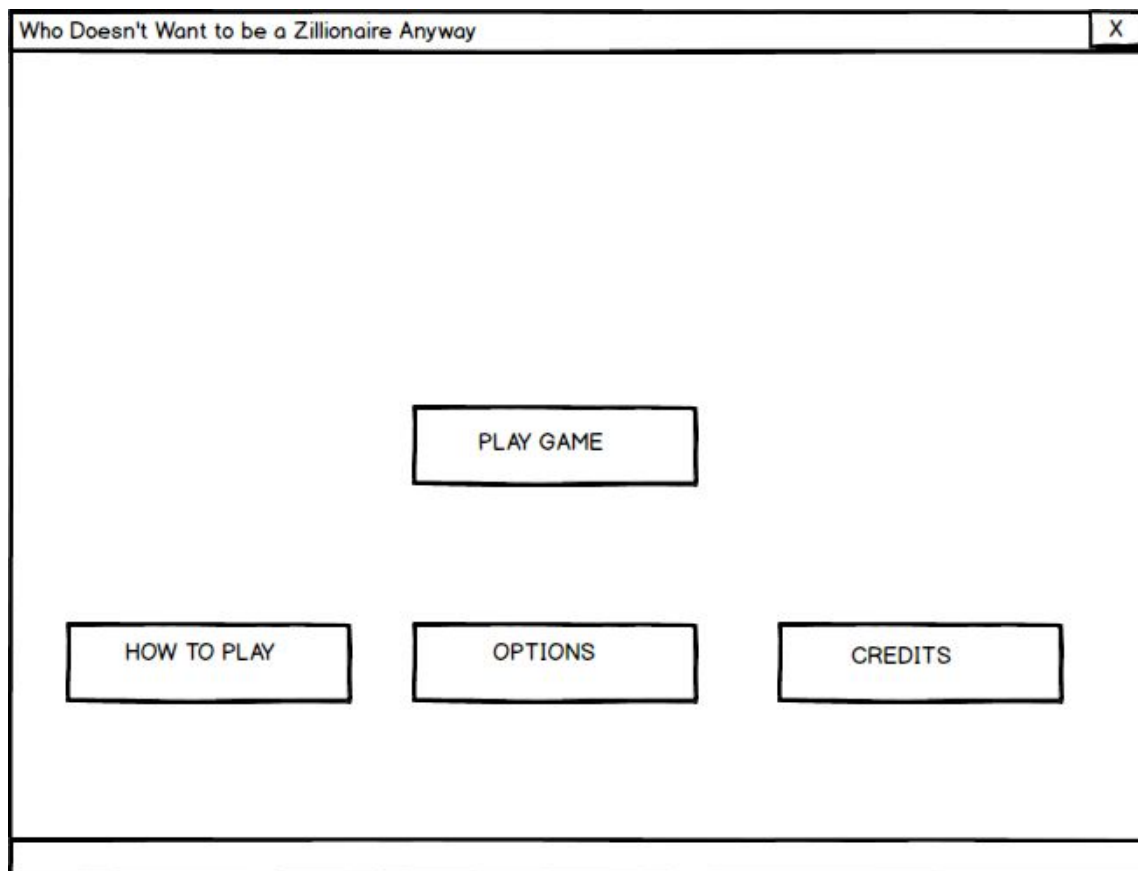 Who Doesn't Want to be a Zillionaire Anyway X
PLAY GAME
HOW TO PLAY OPTIONS CREDITS